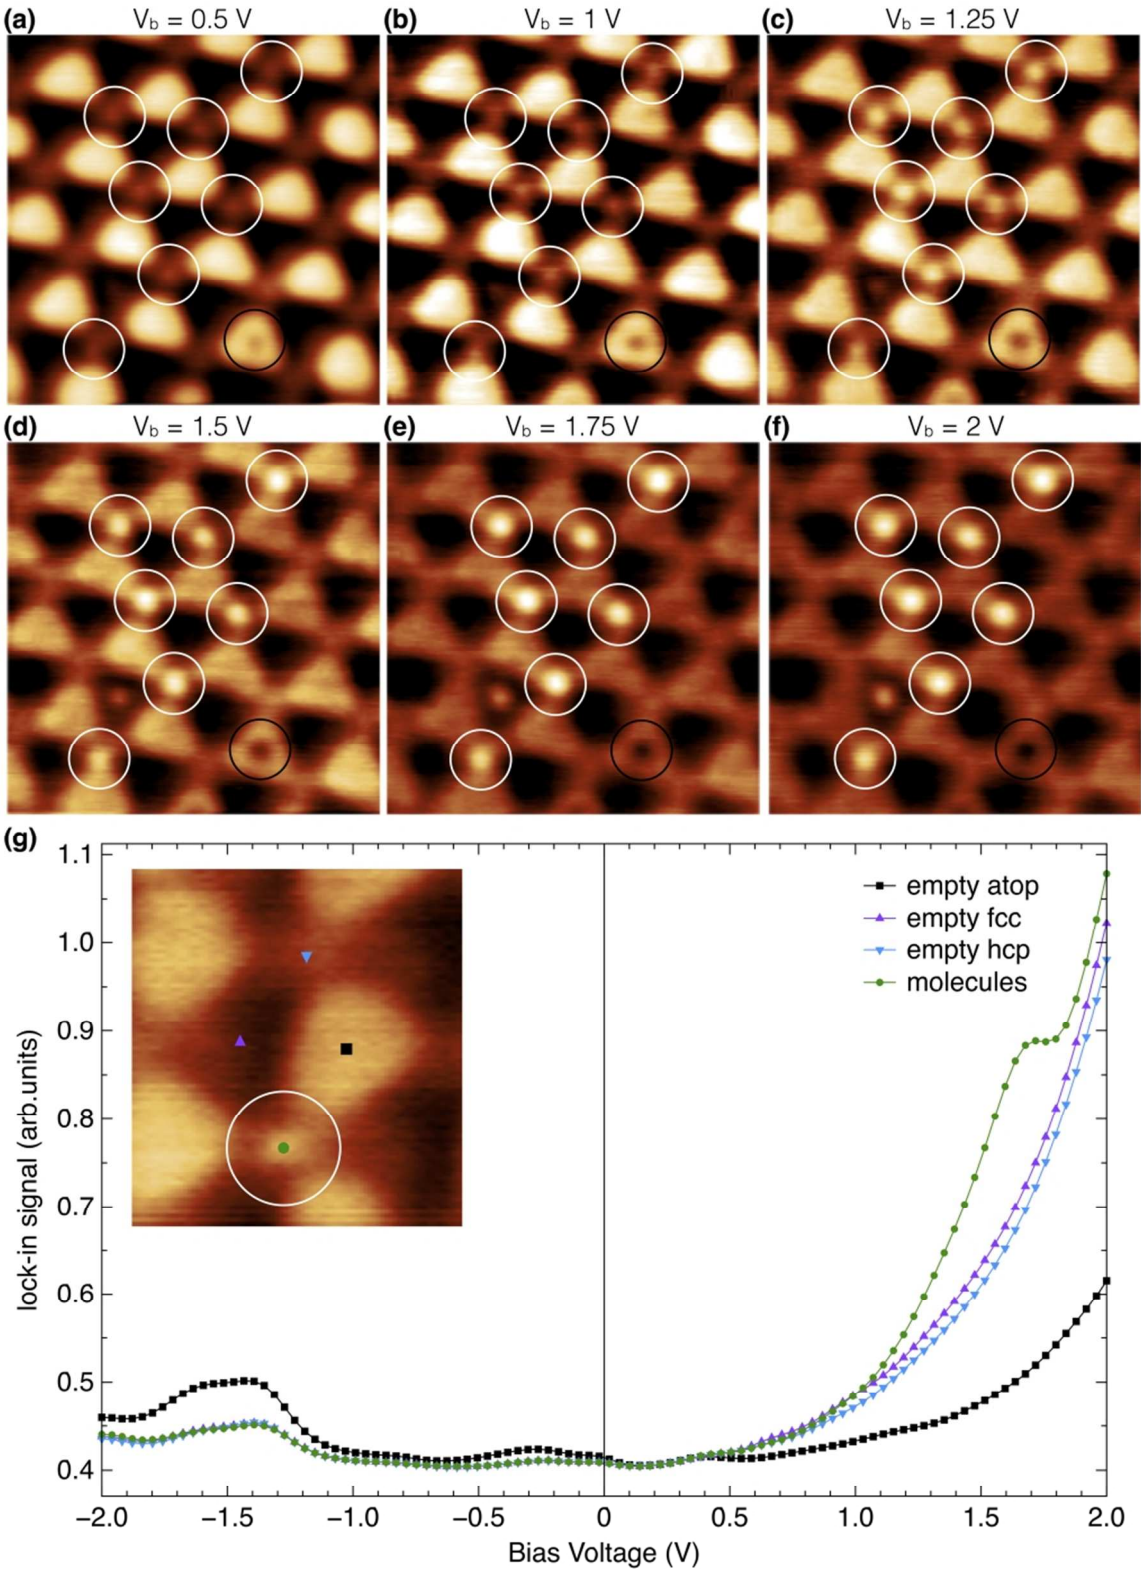 (a) V_b = 0.5 V
(b) V_b = 1 V
(c) V_b = 1.25 V
(d) V_b = 1.5 V
(e) V_b = 1.75 V
(f) V_b = 2 V
(g)
1.1
1.0
0.9
0.8
0.7
0.6
0.5
0.4
lock-in signal (arb.units)
empty atop
empty fcc
empty hcp
molecules
−2.0 −1.5 −1.0 −0.5 0 0.5 1.0 1.5 2.0
Bias Voltage (V)